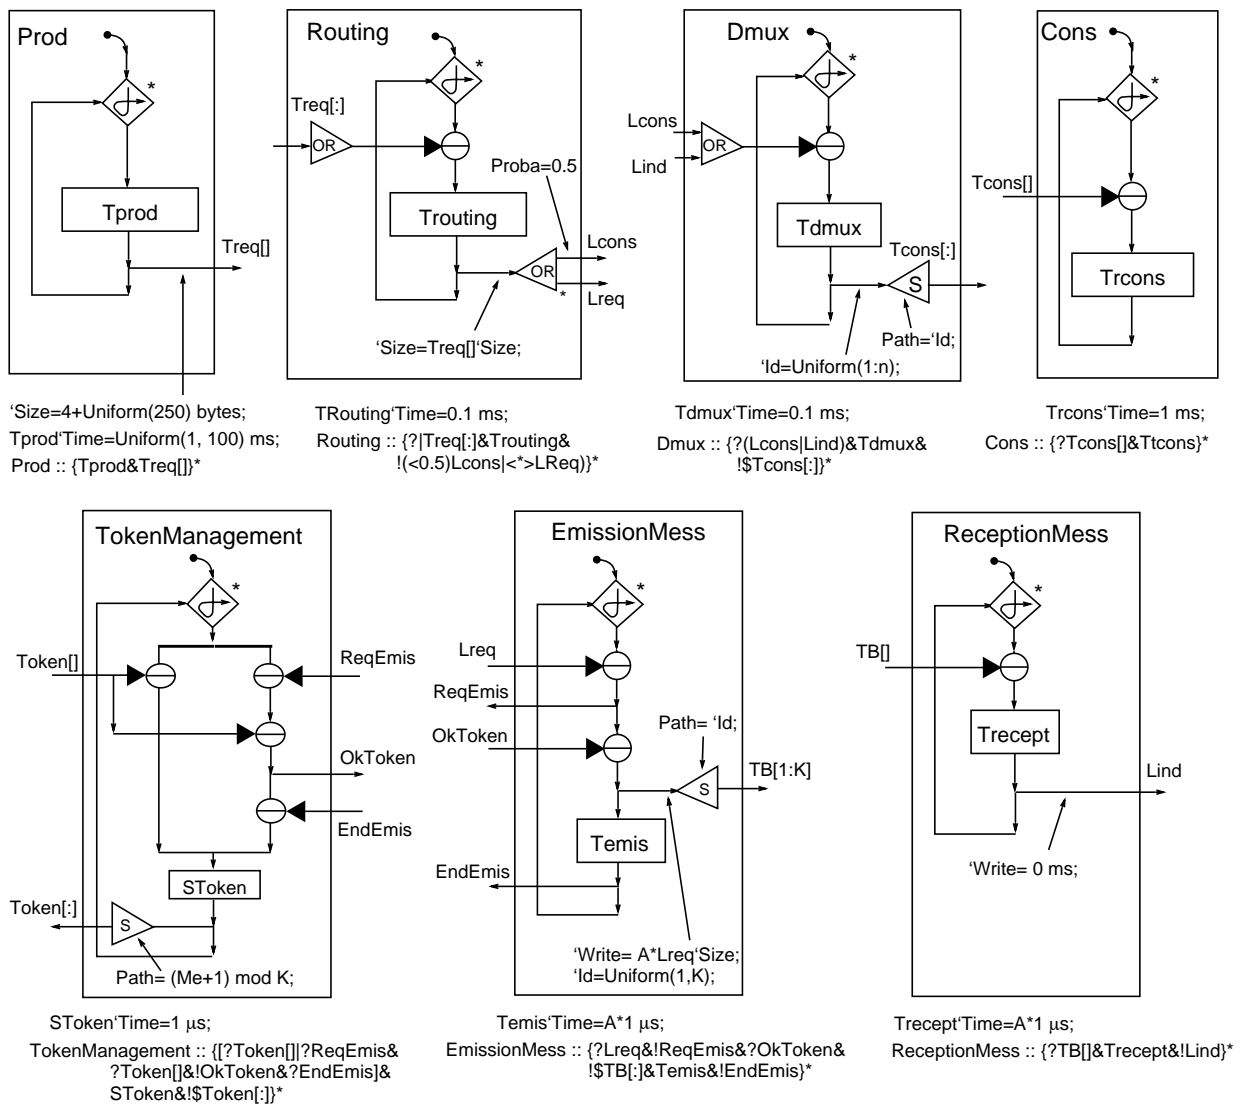 Prod
*
Tprod
Treq[]
‘Size=4+Uniform(250) bytes;
Tprod‘Time=Uniform(1, 100) ms;
Prod :: {Tprod&Treq[]}*
Routing
*
Treq[:]
OR
Proba=0.5
Trouting
Lcons
OR
*
Lreq
‘Size=Treq[]‘Size;
TRouting‘Time=0.1 ms;
Routing :: {?|Treq[:]&Trouting&
!(<0.5)Lcons|<*>LReq)}*
Dmux
*
Lcons
OR
Lind
Tdmux
Tcons[:]
S
Path=‘Id;
‘Id=Uniform(1:n);
Tdmux‘Time=0.1 ms;
Dmux :: {?(Lcons|Lind)&Tdmux&
!$Tcons[:]}*
Cons
*
Tcons[]
Trcons
Trcons‘Time=1 ms;
Cons :: {?Tcons[]&Ttcons}*
TokenManagement
*
Token[]
ReqEmis
OkToken
EndEmis
SToken
Token[:]
S
Path= (Me+1) mod K;
SToken‘Time=1 μs;
TokenManagement :: {[?Token[]|?ReqEmis&
?Token[]&!OkToken&?EndEmis]&
SToken&!$Token[:]}*
EmissionMess
*
Lreq
ReqEmis
Path= ‘Id;
OkToken
TB[1:K]
S
Temis
EndEmis
‘Write= A*Lreq‘Size;
‘Id=Uniform(1,K);
Temis‘Time=A*1 μs;
EmissionMess :: {?Lreq&!ReqEmis&?OkToken&
!$TB[:]&Temis&!EndEmis}*
ReceptionMess
*
TB[]
Trecept
Lind
‘Write= 0 ms;
Trecept‘Time=A*1 μs;
ReceptionMess :: {?TB[]&Trecept&!Lind}*